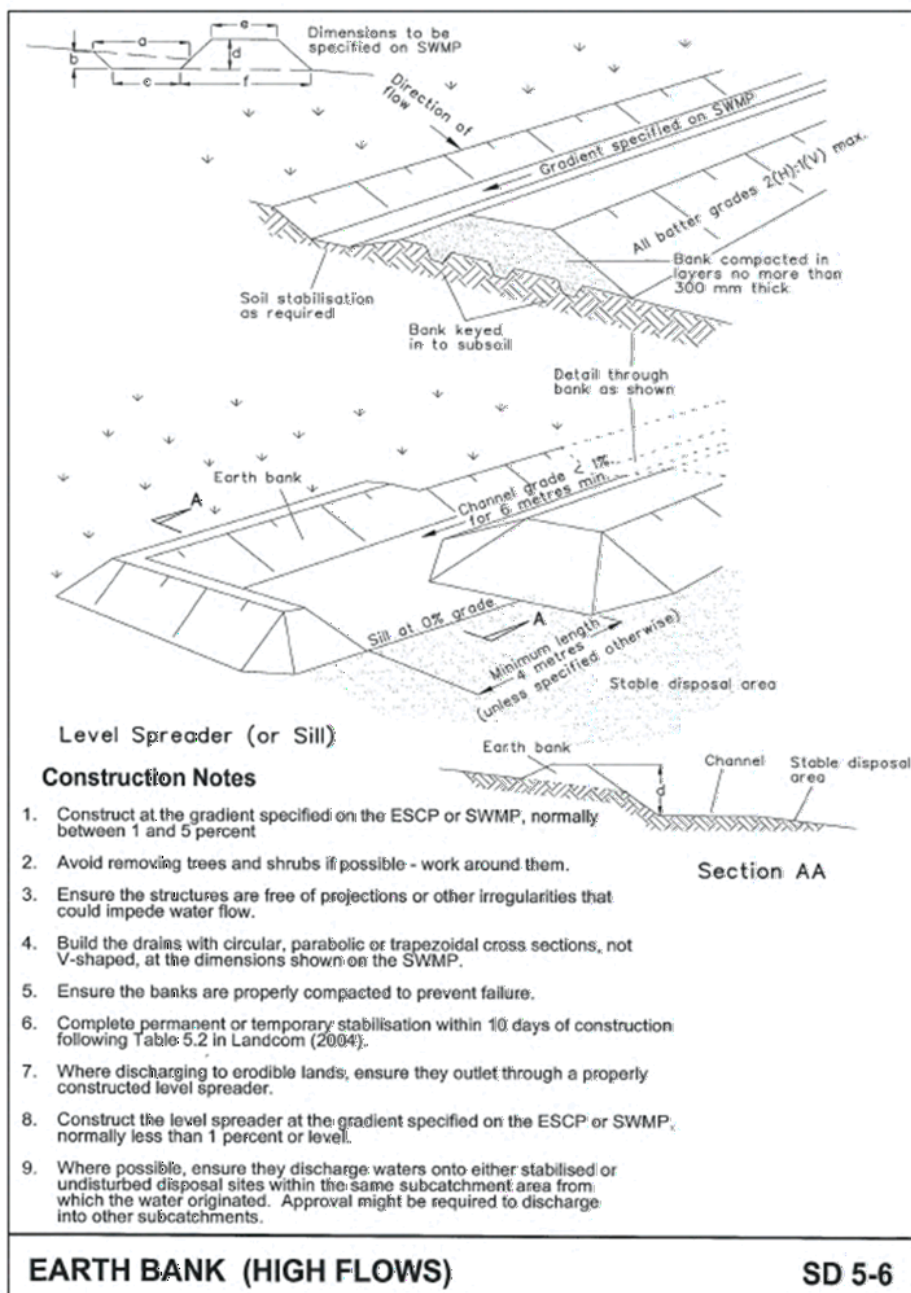 a
e
Dimensions to be
specified on SWMP
b
d
c
f
Direction of
flow
Gradient specified on SWMP
All batter grades 2(H):1(V) max.
Bank compacted in
layers no more than
300 mm thick
Soil stabilisation
as required
Bank keyed
in to subsoil
Detail through
bank as shown
Earth bank
A
Channel grade < 1%
for 6 metres min.
Sill at 0% grade
A
Minimum length
4 metres
(unless specified otherwise)
Stable disposal area
Level Spreader (or Sill)
Earth bank
d
Channel
Stable disposal
area
Section AA
Construction Notes
1. Construct at the gradient specified on the ESCP or SWMP, normally
between 1 and 5 percent
2. Avoid removing trees and shrubs if possible - work around them.
3. Ensure the structures are free of projections or other irregularities that
could impede water flow.
4. Build the drains with circular, parabolic or trapezoidal cross sections, not
V-shaped, at the dimensions shown on the SWMP.
5. Ensure the banks are properly compacted to prevent failure.
6. Complete permanent or temporary stabilisation within 10 days of construction
following Table 5.2 in Landcom (2004).
7. Where discharging to erodible lands, ensure they outlet through a properly
constructed level spreader.
8. Construct the level spreader at the gradient specified on the ESCP or SWMP,
normally less than 1 percent or level.
9. Where possible, ensure they discharge waters onto either stabilised or
undisturbed disposal sites within the same subcatchment area from
which the water originated. Approval might be required to discharge
into other subcatchments.
EARTH BANK (HIGH FLOWS)
SD 5-6